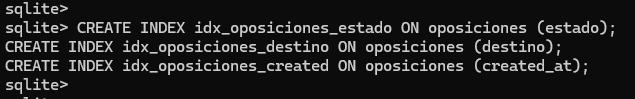 sqlite>
sqlite> CREATE INDEX idx_oposiciones_estado ON oposiciones (estado);
CREATE INDEX idx_oposiciones_destino ON oposiciones (destino);
CREATE INDEX idx_oposiciones_created ON oposiciones (created_at);
sqlite>